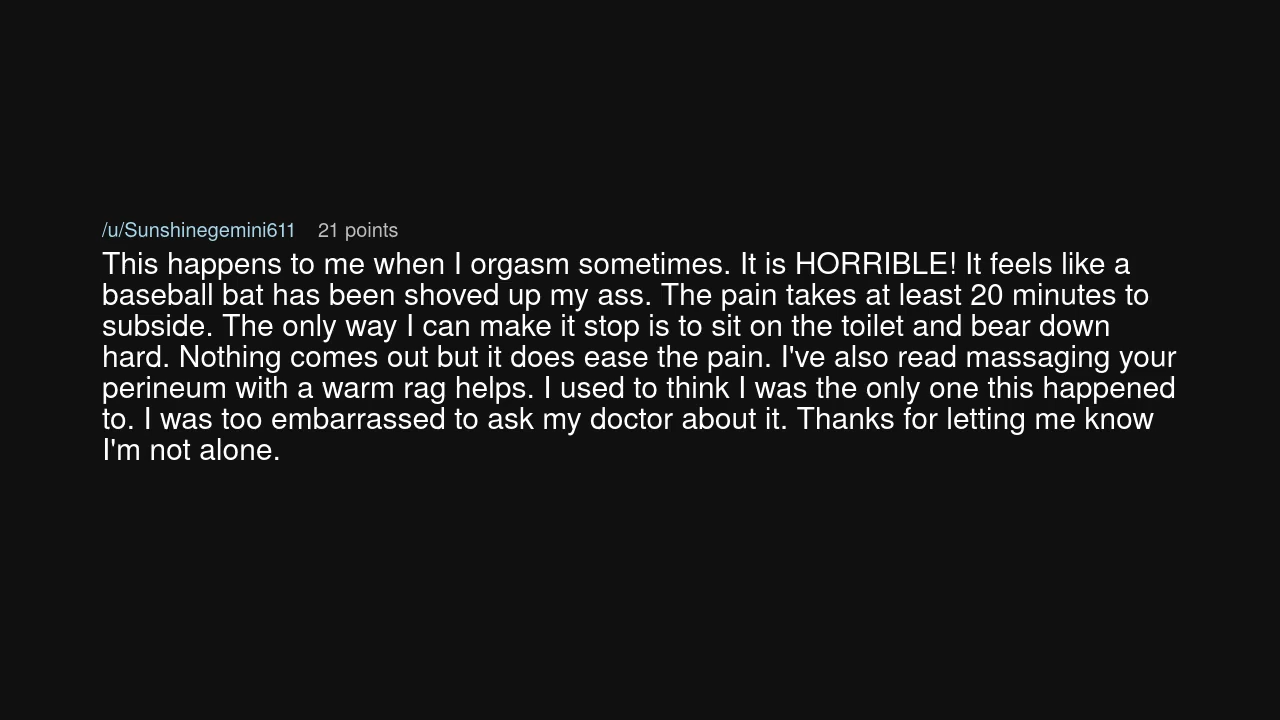 /u/Sunshinegemini611 21 points
This happens to me when I orgasm sometimes. It is HORRIBLE! It feels like a
baseball bat has been shoved up my ass. The pain takes at least 20 minutes to
subside. The only way I can make it stop is to sit on the toilet and bear down
hard. Nothing comes out but it does ease the pain. I've also read massaging your
perineum with a warm rag helps. I used to think I was the only one this happened
to. I was too embarrassed to ask my doctor about it. Thanks for letting me know
I'm not alone.